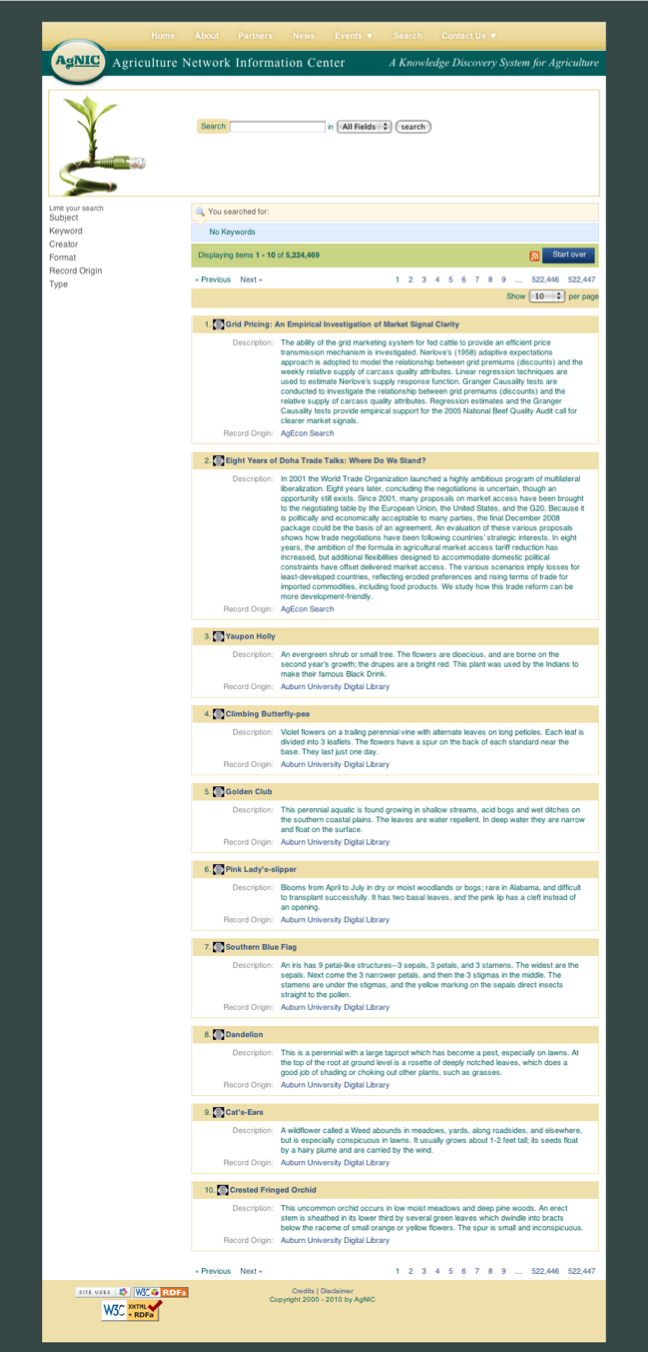 Home About Partners News Events ▼ Search Contact Us ▼
AgNIC Agriculture Network Information Center A Knowledge Discovery System for Agriculture
Search in All Fields search
Limit your search
Subject
Keyword
Creator
Format
Record Origin
Type
You searched for:
No Keywords
Displaying items 1 - 10 of 5,224,469 Start over
« Previous Next » 1 2 3 4 5 6 7 8 9 ... 522,446 522,447
Show 10 per page
1. Grid Pricing: An Empirical Investigation of Market Signal Clarity
Description: The ability of the grid marketing system for fed cattle to provide an efficient price
transmission mechanism is investigated. Nerlove's (1958) adaptive expectations
approach is adopted to model the relationship between grid premiums (discounts) and the
weekly relative supply of carcass quality attributes. Linear regression techniques are
used to estimate Nerlove's supply response function. Granger Causality tests are
conducted to investigate the relationship between grid premiums (discounts) and the
relative supply of carcass quality attributes. Regression estimates and the Granger
Causality tests provide empirical support for the 2005 National Beef Quality Audit call for
clearer market signals.
Record Origin: AgEcon Search
2. Eight Years of Doha Trade Talks: Where Do We Stand?
Description: In 2001 the World Trade Organization launched a highly ambitious program of multilateral
liberalization. Eight years later, concluding the negotiations is uncertain, though an
opportunity still exists. Since 2001, many proposals on market access have been brought
to the negotiating table by the European Union, the United States, and the G20. Because it
is politically and economically acceptable to many parties, the final December 2008
package could be the basis of an agreement. An evaluation of these various proposals
shows how trade negotiations have been following countries' strategic interests. In eight
years, the ambition of the formula in agricultural market access tariff reduction has
increased, but additional flexibilities designed to accommodate domestic political
constraints have offset delivered market access. The various scenarios imply losses for
least-developed countries, reflecting eroded preferences and rising terms of trade for
imported commodities, including food products. We study how this trade reform can be
more development-friendly.
Record Origin: AgEcon Search
3. Yaupon Holly
Description: An evergreen shrub or small tree. The flowers are dioecious, and are borne on the
second year's growth; the drupes are a bright red. This plant was used by the Indians to
make their famous Black Drink.
Record Origin: Auburn University Digital Library
4. Climbing Butterfly-pea
Description: Violet flowers on a trailing perennial vine with alternate leaves on long petioles. Each leaf is
divided into 3 leaflets. The flowers have a spur on the back of each standard near the
base. They last just one day.
Record Origin: Auburn University Digital Library
5. Golden Club
Description: This perennial aquatic is found growing in shallow streams, acid bogs and wet ditches on
the southern coastal plains. The leaves are water repellent. In deep water they are narrow
and float on the surface.
Record Origin: Auburn University Digital Library
6. Pink Lady's-slipper
Description: Blooms from April to July in dry or moist woodlands or bogs; rare in Alabama, and difficult
to transplant successfully. It has two basal leaves, and the pink lip has a cleft instead of
an opening.
Record Origin: Auburn University Digital Library
7. Southern Blue Flag
Description: An iris has 9 petal-like structures--3 sepals, 3 petals, and 3 stamens. The widest are the
sepals. Next come the 3 narrower petals, and then the 3 stigmas in the middle. The
stamens are under the stigmas, and the yellow marking on the sepals direct insects
straight to the pollen.
Record Origin: Auburn University Digital Library
8. Dandelion
Description: This is a perennial with a large taproot which has become a pest, especially on lawns. At
the top of the root at ground level is a rosette of deeply notched leaves, which does a
good job of shading or choking out other plants, such as grasses.
Record Origin: Auburn University Digital Library
9. Cat's-Ears
Description: A wildflower called a Weed abounds in meadows, yards, along roadsides, and elsewhere,
but is especially conspicuous in lawns. It usually grows about 1-2 feet tall; its seeds float
by a hairy plume and are carried by the wind.
Record Origin: Auburn University Digital Library
10. Crested Fringed Orchid
Description: This uncommon orchid occurs in low moist meadows and deep pine woods. An erect
stem is sheathed in its lower third by several green leaves which dwindle into bracts
below the raceme of small orange or yellow flowers. The spur is small and inconspicuous.
Record Origin: Auburn University Digital Library
« Previous Next » 1 2 3 4 5 6 7 8 9 ... 522,446 522,447
SITE USES W3C RDFa Credits | Disclaimer
W3C XHTML + RDFa Copyright 2000 - 2010 by AgNIC